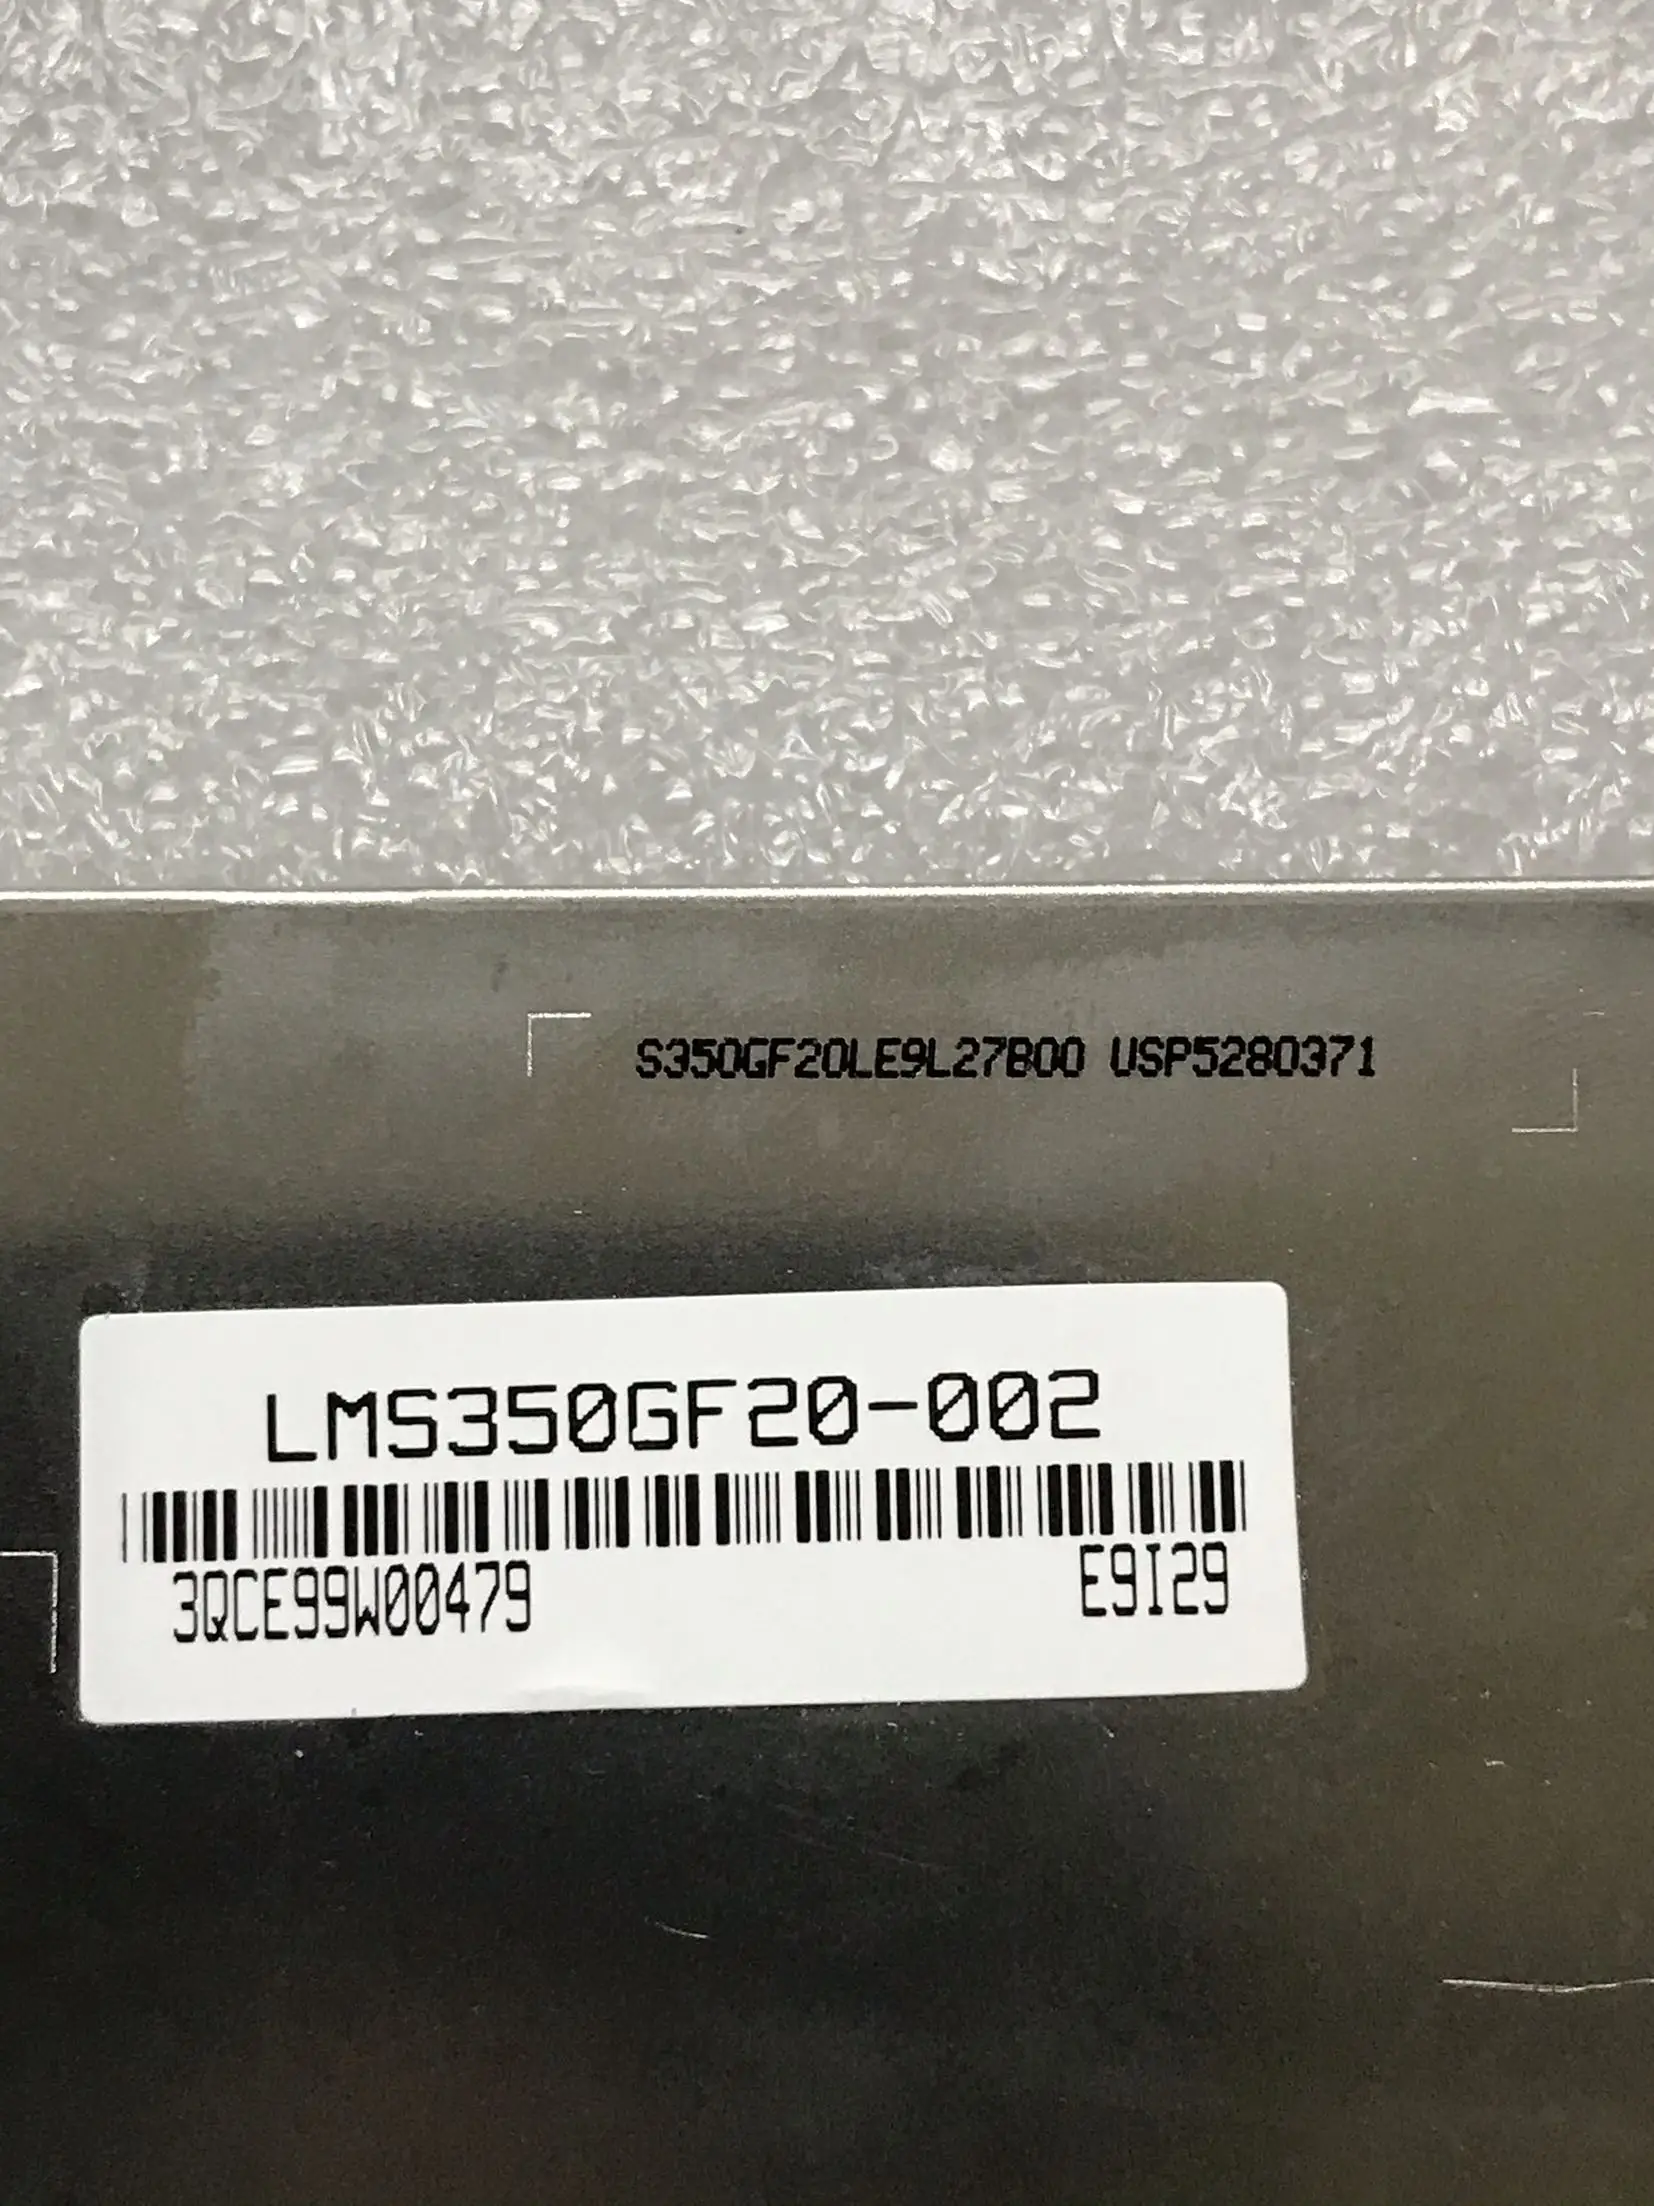 S350GF20LE9L27B00 USP5280371
LMS350GF20-002
3QCE99W00479 E9I29